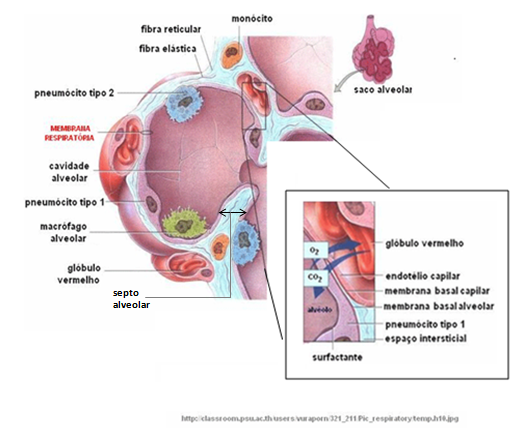 monócito
fibra reticular
fibra elástica
pneumócito tipo 2
saco alveolar
MEMBRANA
RESPIRATÓRIA
cavidade
alveolar
pneumócito tipo 1
macrófago
alveolar
glóbulo
vermelho
septo
alveolar
O2
CO2
alvéolo
glóbulo vermelho
endotélio capilar
membrana basal capilar
membrana basal alveolar
pneumócito tipo 1
espaço intersticial
surfactante
http://classroom.psu.ac.th/users/vuraporn/321_211/Pic_respiratory/temp.h10.jpg